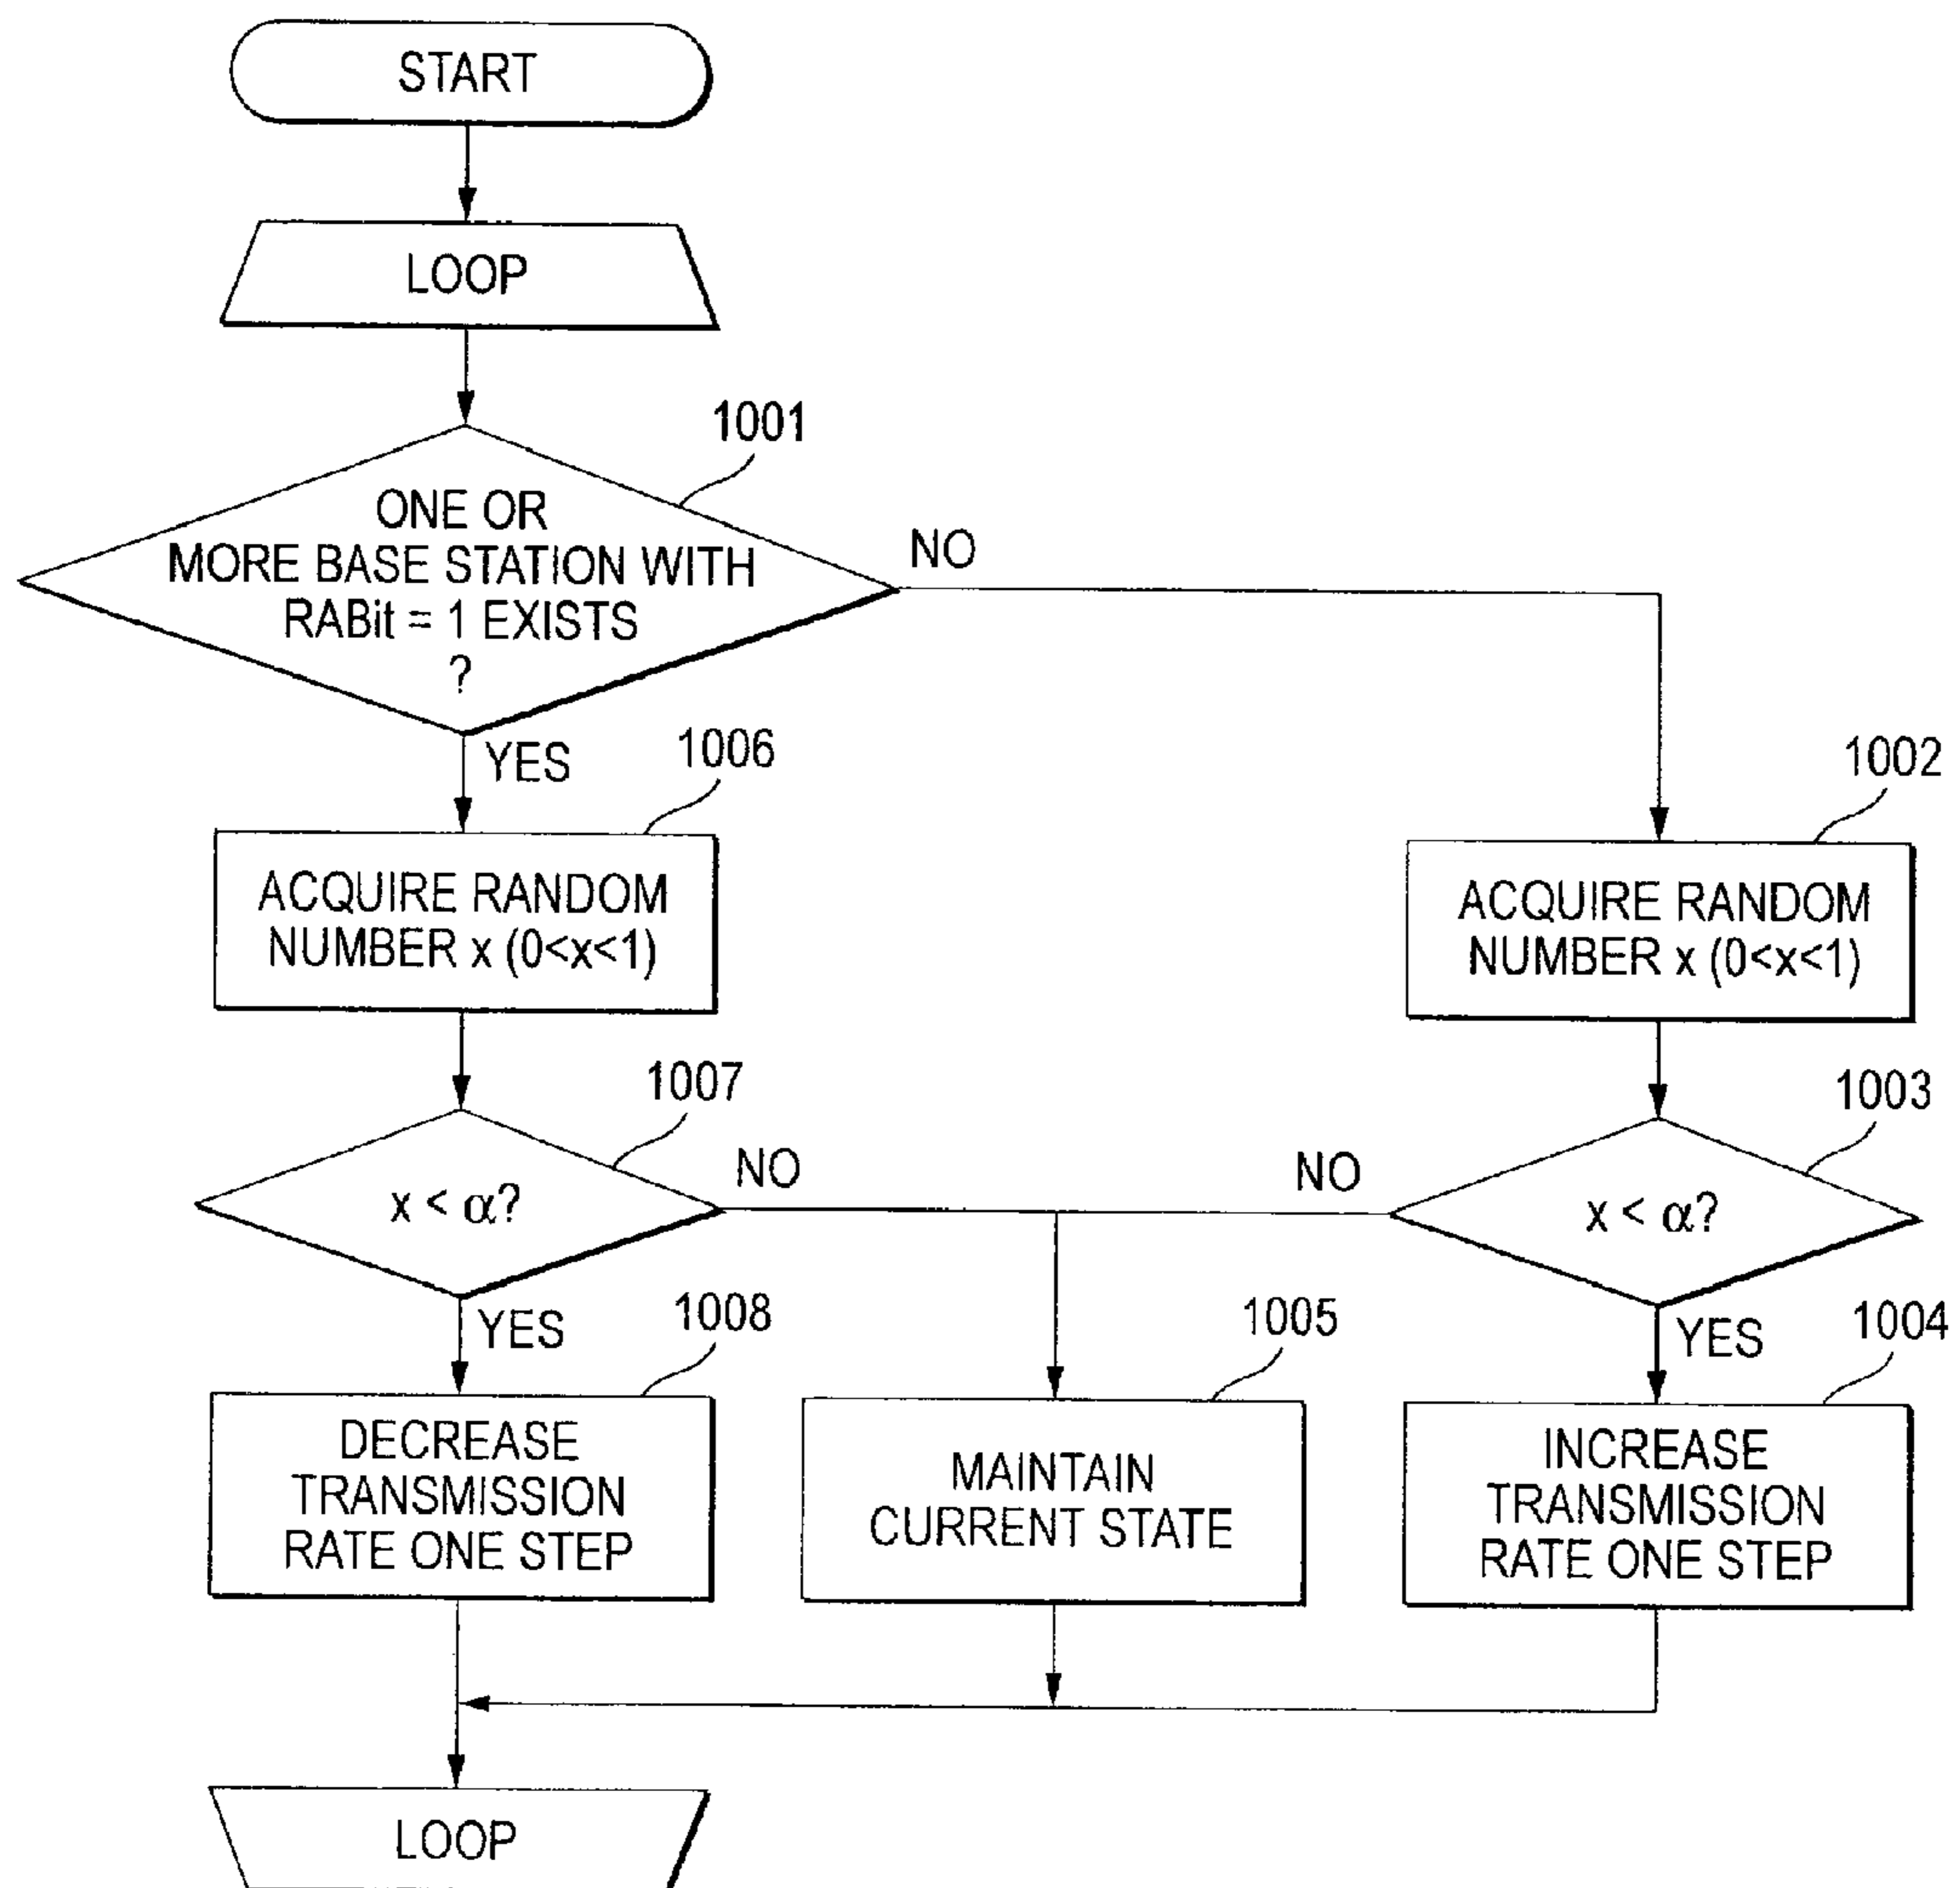 START
LOOP
1001
ONE OR
MORE BASE STATION WITH
RABit = 1 EXISTS
?
NO
YES
1006
1002
ACQUIRE RANDOM
NUMBER x (0<x<1)
ACQUIRE RANDOM
NUMBER x (0<x<1)
1007
1003
x < α?
NO
NO
x < α?
YES
1008
1005
YES
1004
DECREASE
TRANSMISSION
RATE ONE STEP
MAINTAIN
CURRENT STATE
INCREASE
TRANSMISSION
RATE ONE STEP
LOOP